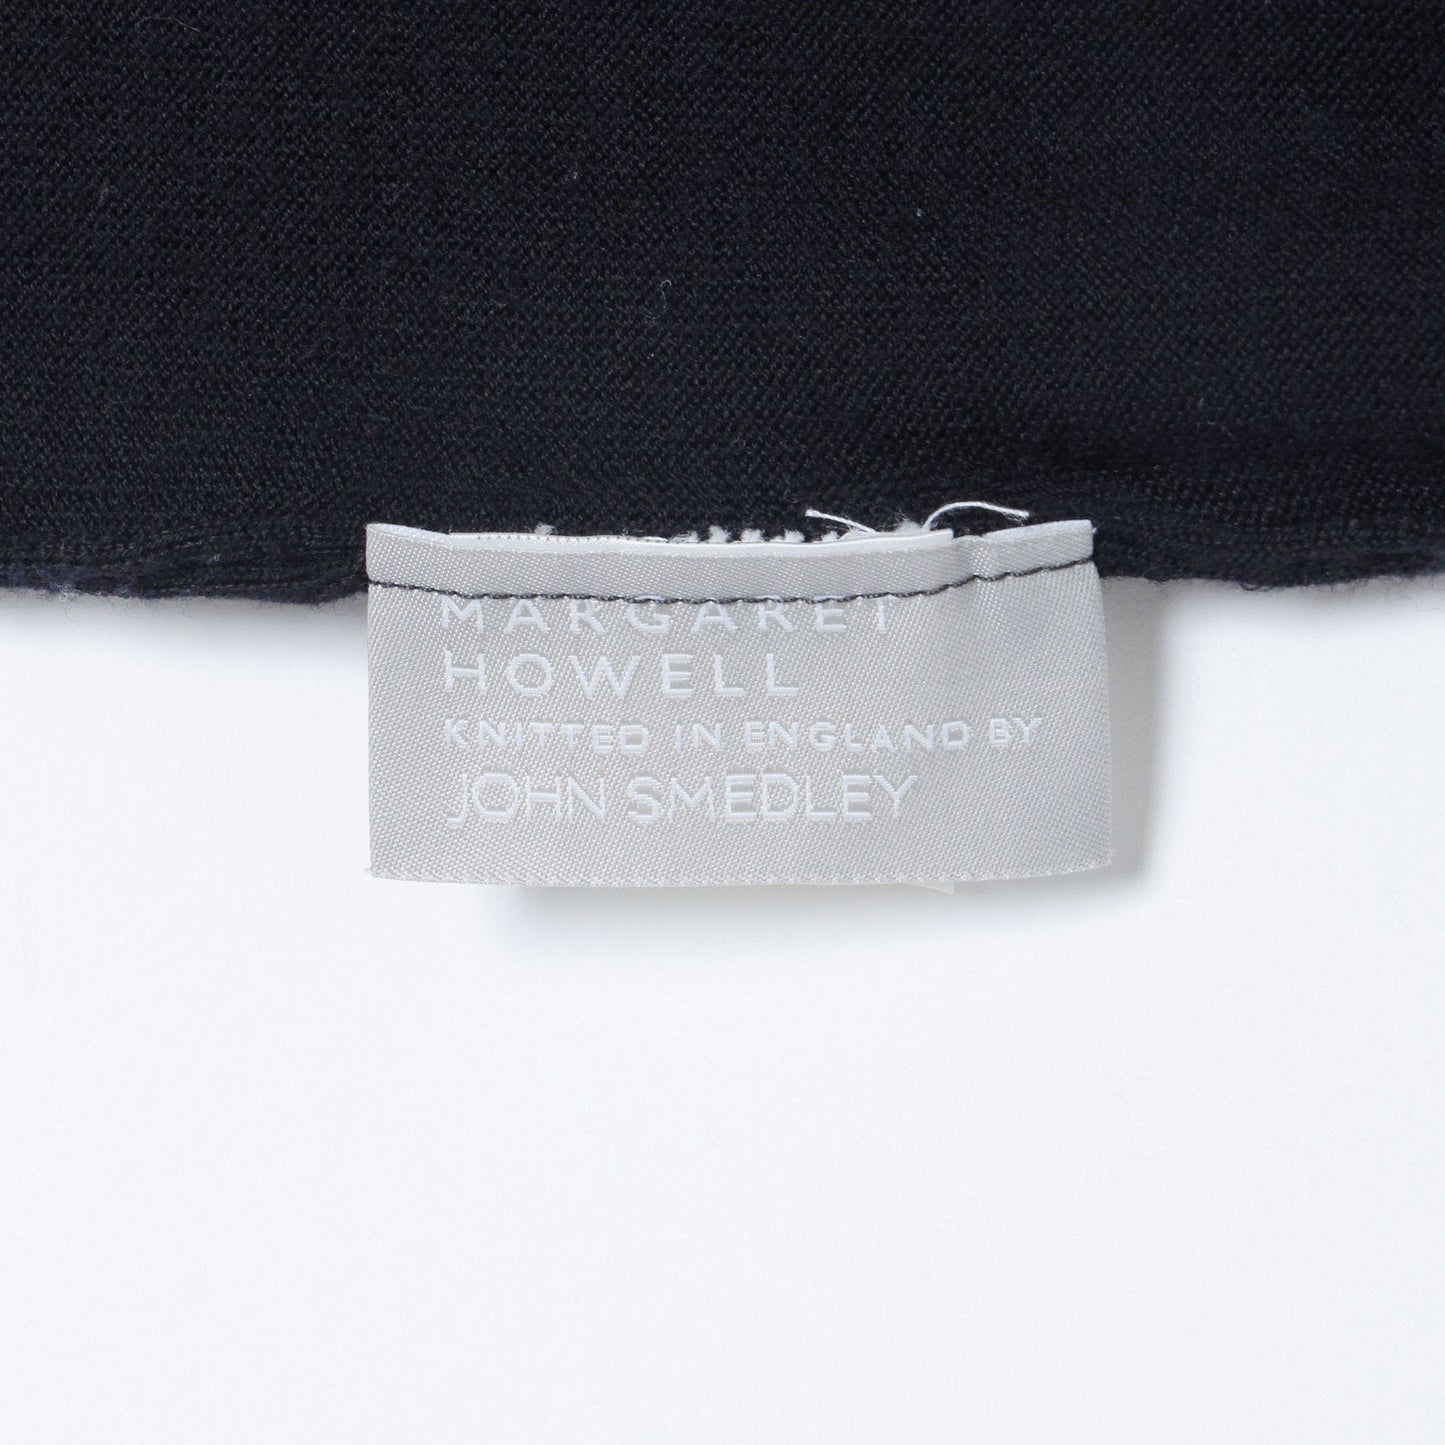 MARGARET
HOWELL
KNITTED IN ENGLAND BY
JOHN SMEDLEY